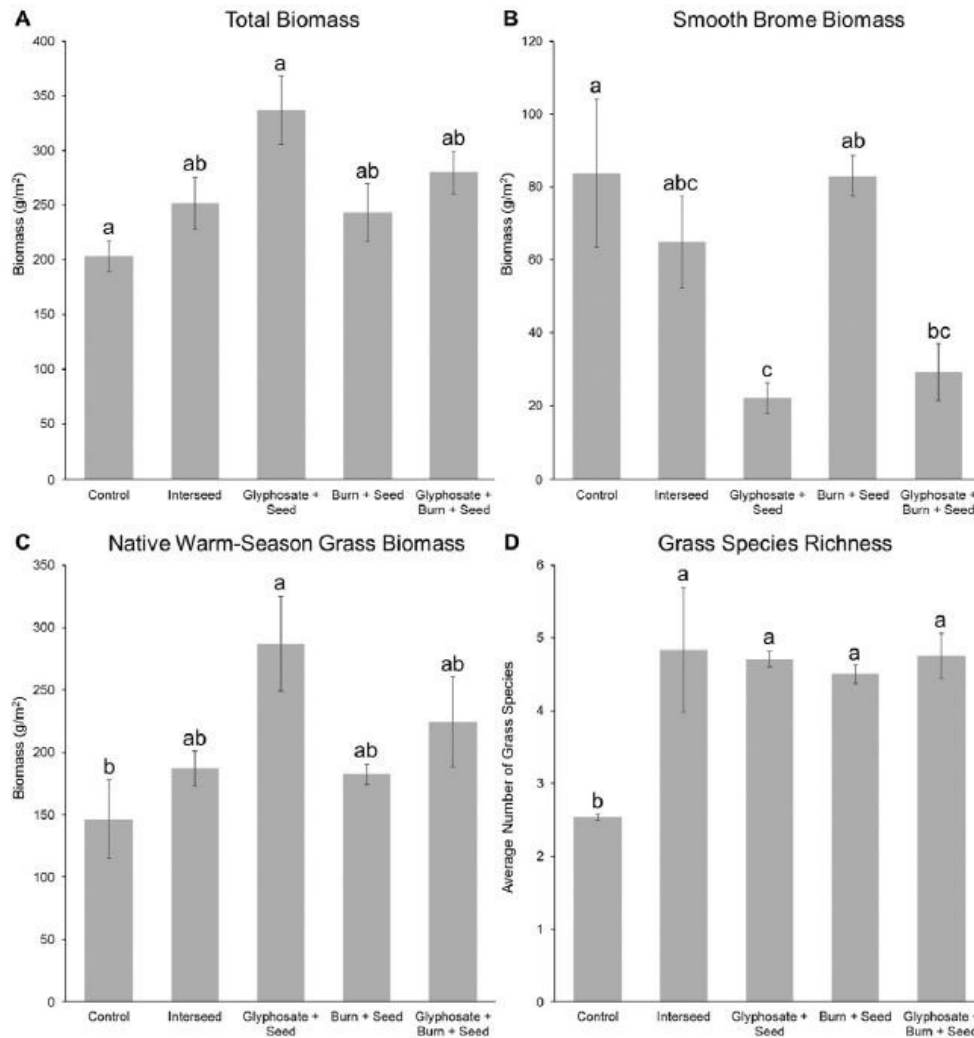 A Total Biomass
Biomass (g/m²)
400
350
300
250
200
150
100
50
0
a
ab
a
ab
ab
Control Interseed Glyphosate + Seed Burn + Seed Glyphosate + Burn + Seed
B Smooth Brome Biomass
Biomass (g/m²)
120
100
80
60
40
20
0
a
abc
c
ab
bc
Control Interseed Glyphosate + Seed Burn + Seed Glyphosate + Burn + Seed
C Native Warm-Season Grass Biomass
Biomass (g/m²)
350
300
250
200
150
100
50
0
b
ab
a
ab
ab
Control Interseed Glyphosate + Seed Burn + Seed Glyphosate + Burn + Seed
D Grass Species Richness
Average Number of Grass Species
6
5
4
3
2
1
0
b
a
a
a
a
Control Interseed Glyphosate + Seed Burn + Seed Glyphosate + Burn + Seed